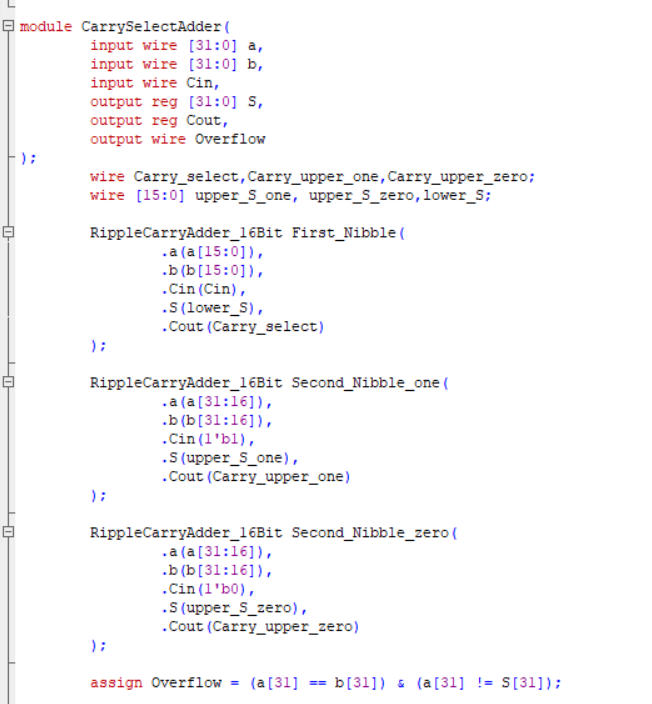 module CarrySelectAdder(
input wire [31:0] a,
input wire [31:0] b,
input wire Cin,
output reg [31:0] S,
output reg Cout,
output wire Overflow
);
wire Carry_select,Carry_upper_one,Carry_upper_zero;
wire [15:0] upper_S_one, upper_S_zero,lower_S;
RippleCarryAdder_16Bit First_Nibble(
.a(a[15:0]),
.b(b[15:0]),
.Cin(Cin),
.S(lower_S),
.Cout(Carry_select)
);
RippleCarryAdder_16Bit Second_Nibble_one(
.a(a[31:16]),
.b(b[31:16]),
.Cin(1'b1),
.S(upper_S_one),
.Cout(Carry_upper_one)
);
RippleCarryAdder_16Bit Second_Nibble_zero(
.a(a[31:16]),
.b(b[31:16]),
.Cin(1'b0),
.S(upper_S_zero),
.Cout(Carry_upper_zero)
);
assign Overflow = (a[31] == b[31]) & (a[31] != S[31]);